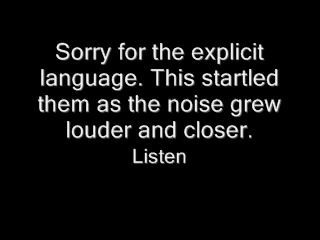 Sorry for the explicit
language. This startled
them as the noise grew
louder and closer.
Listen